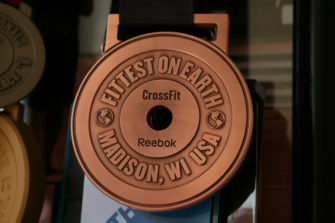 FITTEST ON EARTH
CrossFit
Reebok
MADISON, WI USA